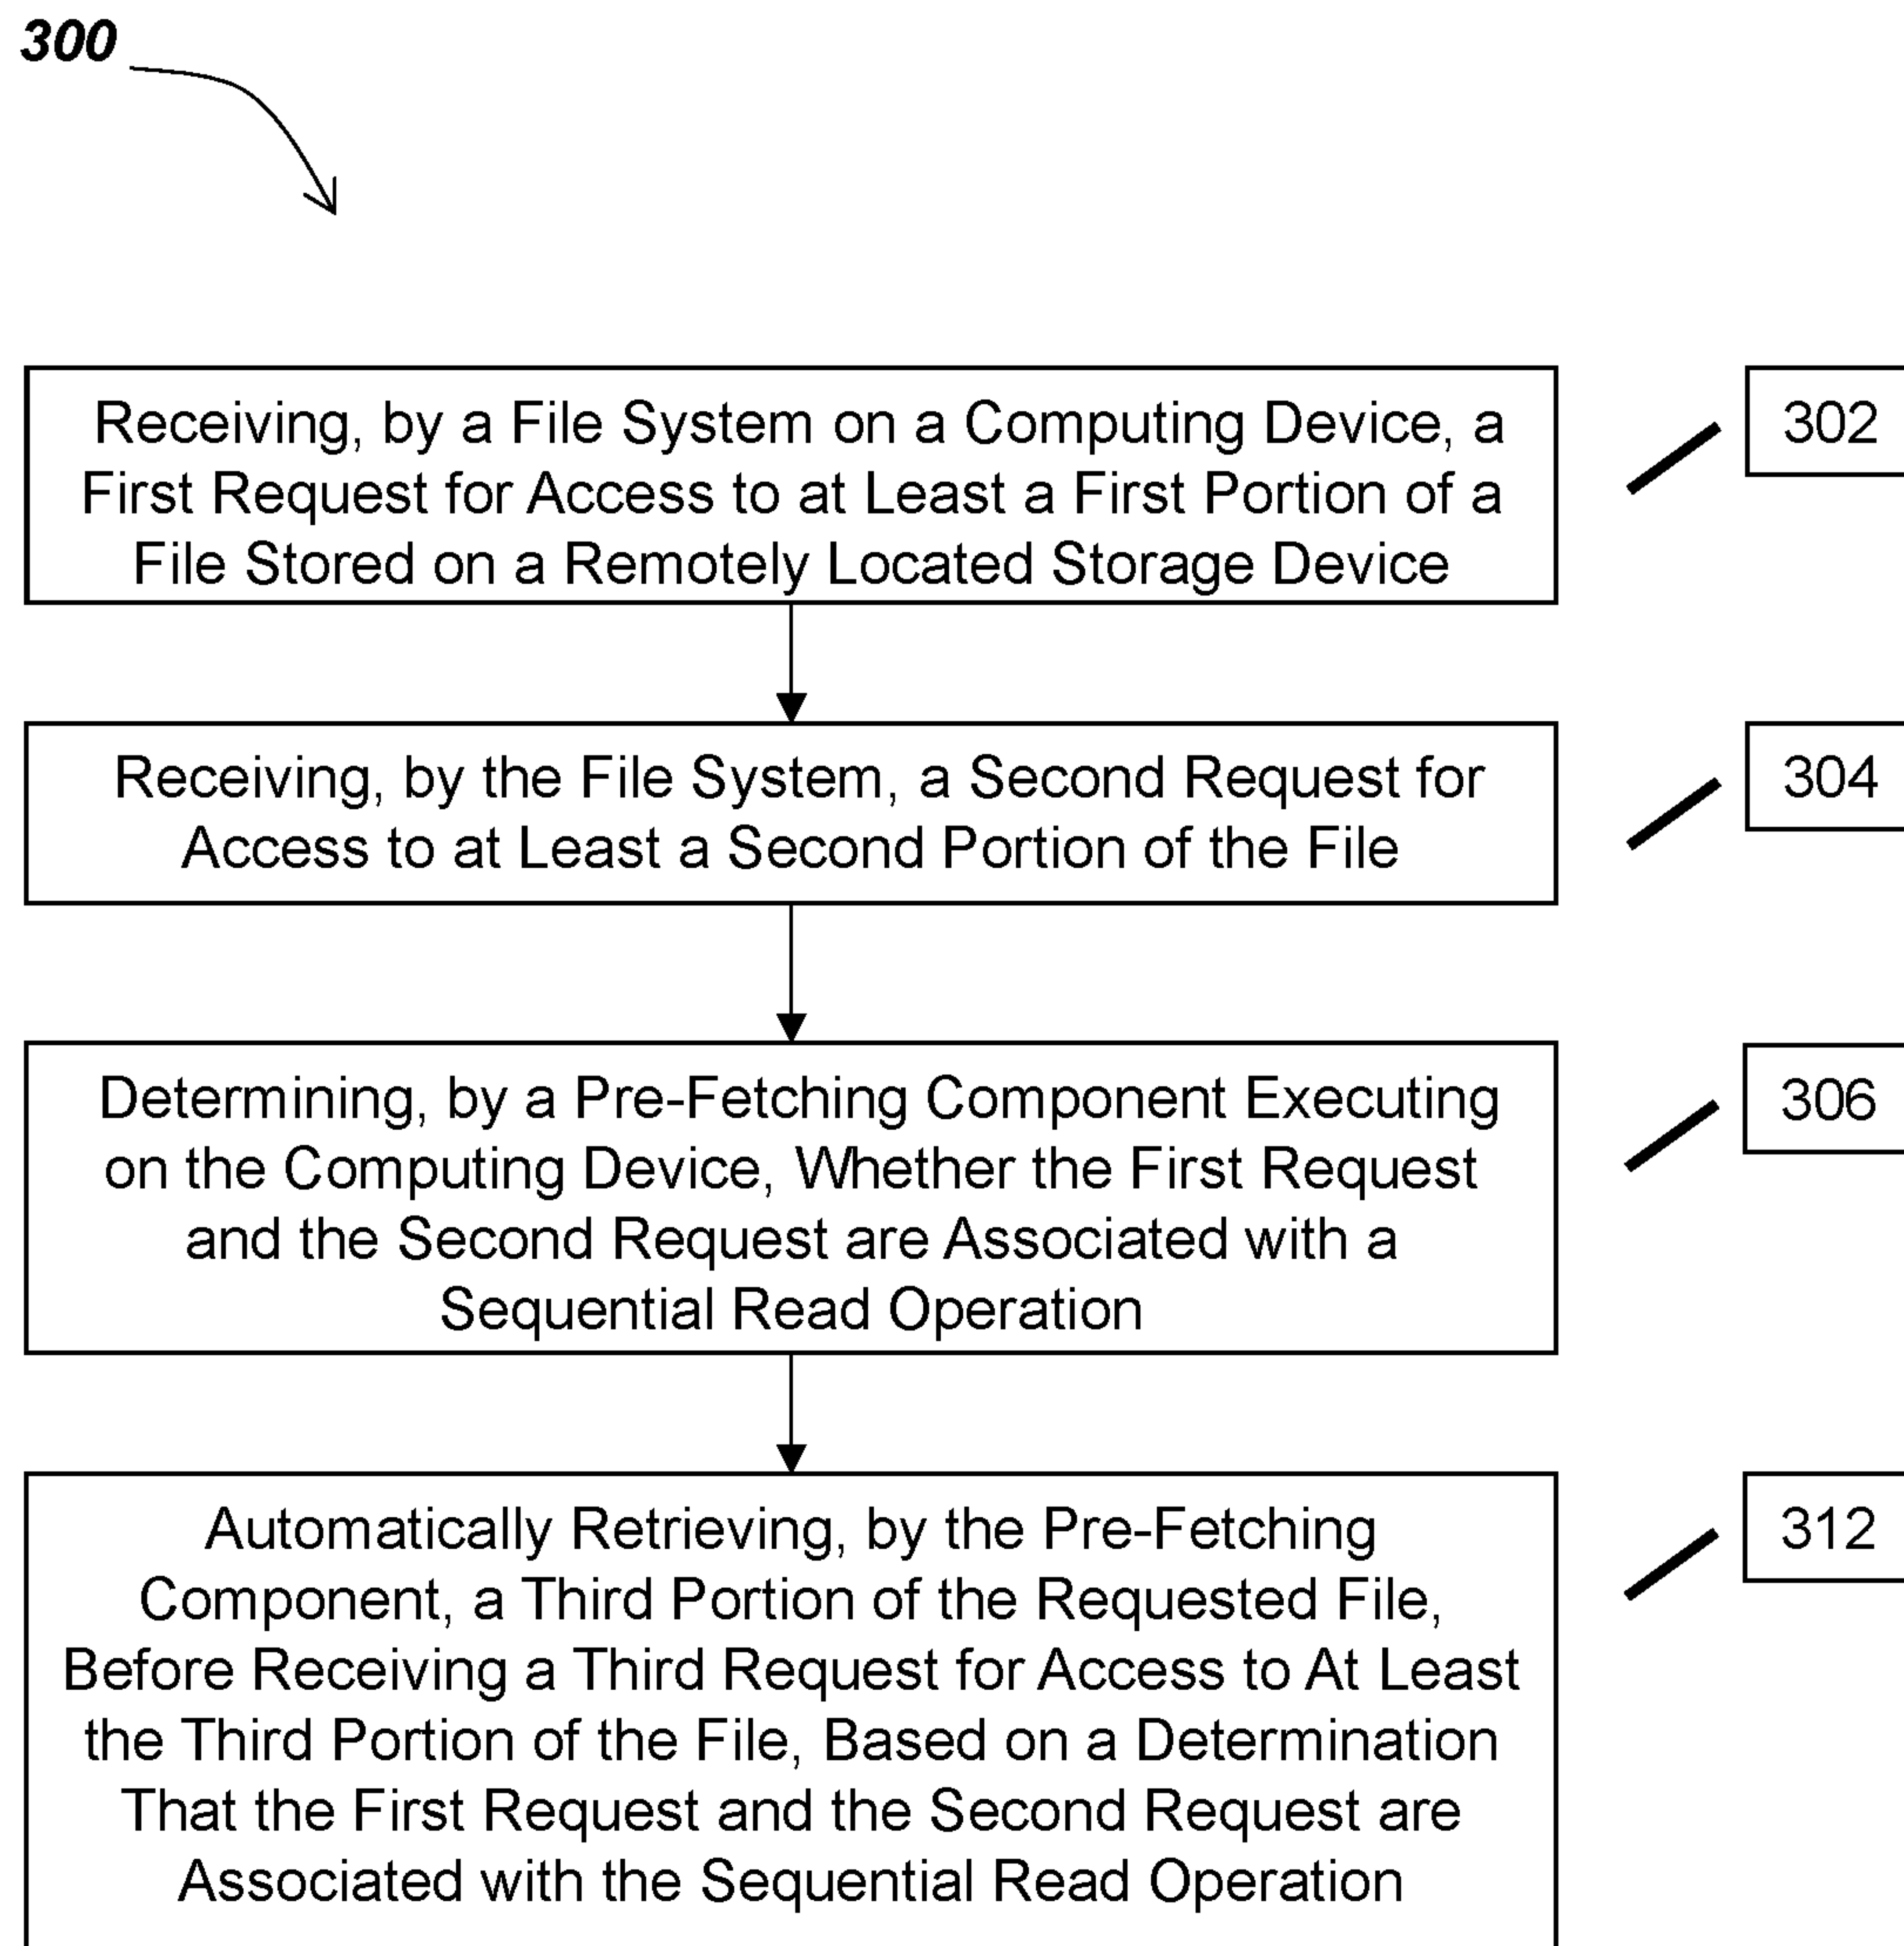 300
Receiving, by a File System on a Computing Device, a
First Request for Access to at Least a First Portion of a
File Stored on a Remotely Located Storage Device
302
Receiving, by the File System, a Second Request for
Access to at Least a Second Portion of the File
304
Determining, by a Pre-Fetching Component Executing
on the Computing Device, Whether the First Request
and the Second Request are Associated with a
Sequential Read Operation
306
Automatically Retrieving, by the Pre-Fetching
Component, a Third Portion of the Requested File,
Before Receiving a Third Request for Access to At Least
the Third Portion of the File, Based on a Determination
That the First Request and the Second Request are
Associated with the Sequential Read Operation
312